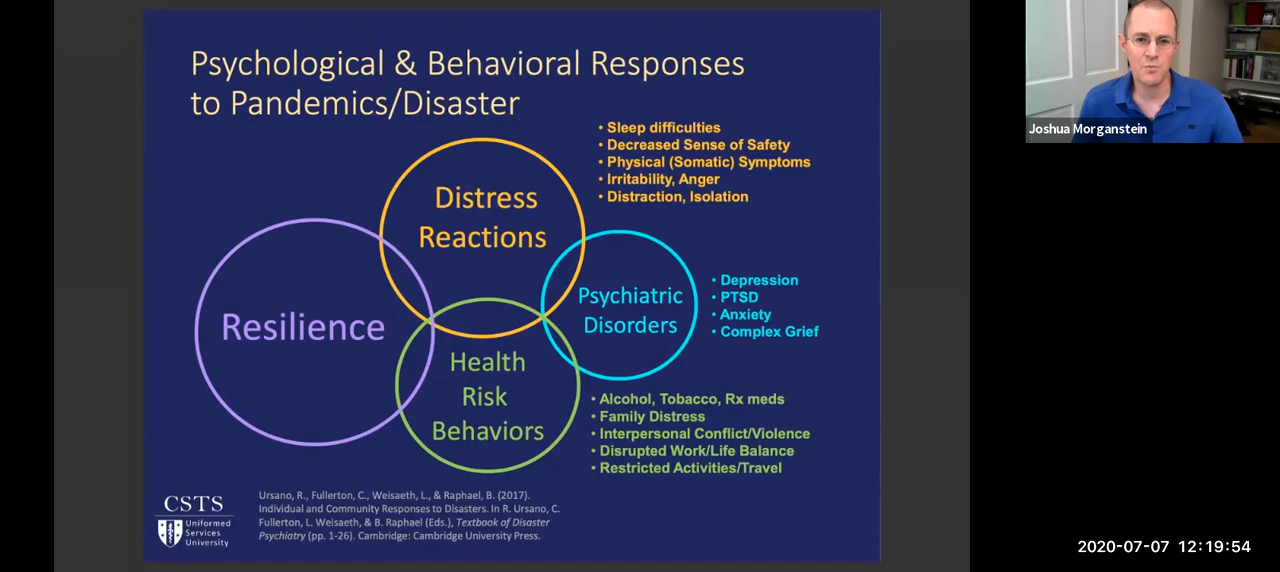 Psychological & Behavioral Responses
to Pandemics/Disaster
• Sleep difficulties
• Decreased Sense of Safety
• Physical (Somatic) Symptoms
• Irritability, Anger
• Distraction, Isolation
Distress
Reactions
Psychiatric
Disorders
• Depression
• PTSD
• Anxiety
• Complex Grief
Resilience
Health
Risk
Behaviors
• Alcohol, Tobacco, Rx meds
• Family Distress
• Interpersonal Conflict/Violence
• Disrupted Work/Life Balance
• Restricted Activities/Travel
CSTS
Uniformed
Services
University
Ursano, R., Fullerton, C., Weisaeth, L., & Raphael, B. (2017).
Individual and Community Responses to Disasters. In R. Ursano, C.
Fullerton, L. Weisaeth, & B. Raphael (Eds.), Textbook of Disaster
Psychiatry (pp. 1-26). Cambridge: Cambridge University Press.
Joshua Morganstein
2020-07-07 12:19:54